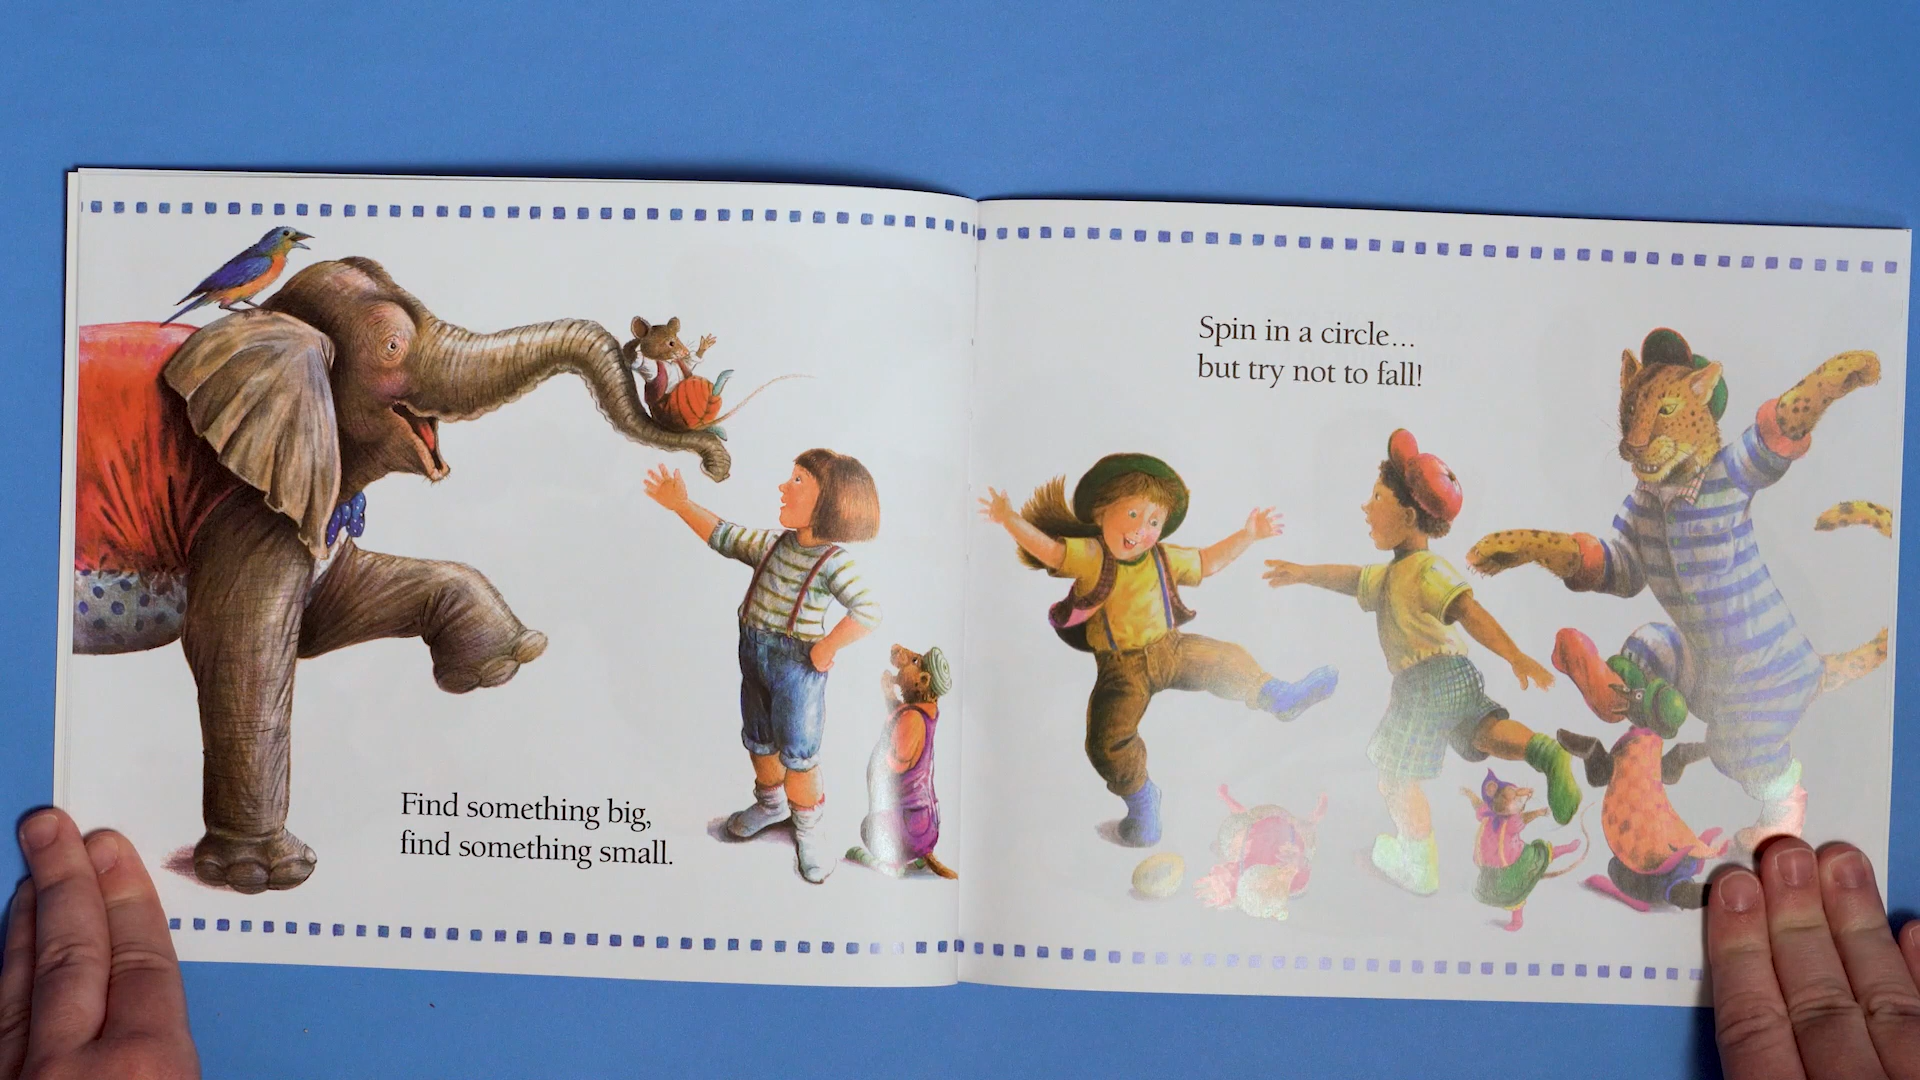 Find something big,
find something small.
Spin in a circle...
but try not to fall!